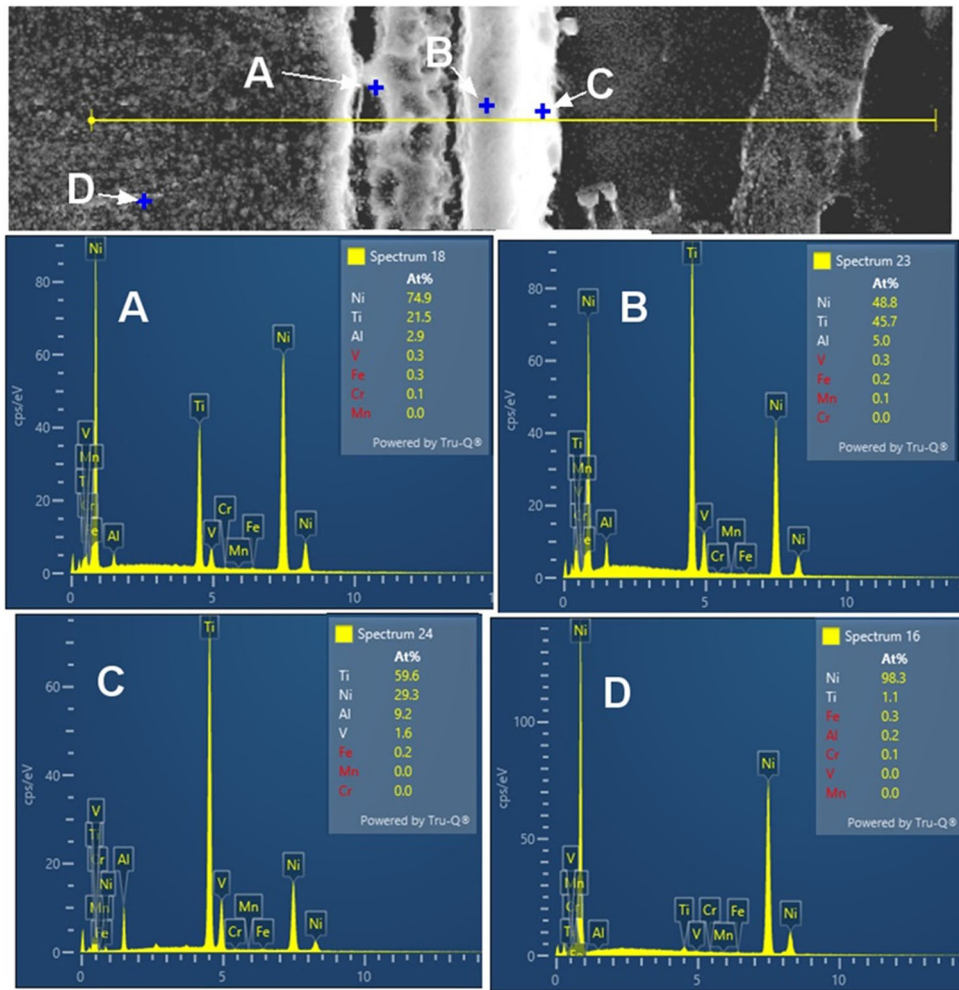 A
B
C
D
A
Spectrum 18
At%
Ni 74.9
Ti 21.5
Al 2.9
V 0.3
Fe 0.3
Cr 0.1
Mn 0.0
Powered by Tru-Q®
cps/eV
80
60
40
20
0
Ni
V
Mn
Al
Ti
V
Cr
Mn
Fe
Ni
Ni
0 5 10
B
Spectrum 23
At%
Ni 48.8
Ti 45.7
Al 5.0
V 0.3
Fe 0.2
Mn 0.1
Cr 0.0
Powered by Tru-Q®
cps/eV
80
60
40
20
0
Ti
Ni
Ti
Mn
Al
V
Cr
Mn
Fe
Ni
Ni
0 5 10
C
Spectrum 24
At%
Ti 59.6
Ni 29.3
Al 9.2
V 1.6
Fe 0.2
Mn 0.0
Cr 0.0
Powered by Tru-Q®
cps/eV
60
40
20
0
Ti
V
Ni
Fe
Al
V
Cr
Mn
Fe
Ni
Ni
0 5 10
D
Spectrum 16
At%
Ni 98.3
Ti 1.1
Fe 0.3
Al 0.2
Cr 0.1
V 0.0
Mn 0.0
Powered by Tru-Q®
cps/eV
100
50
0
Ni
V
Mn
Al
Ti
V
Cr
Mn
Fe
Ni
Ni
0 5 10